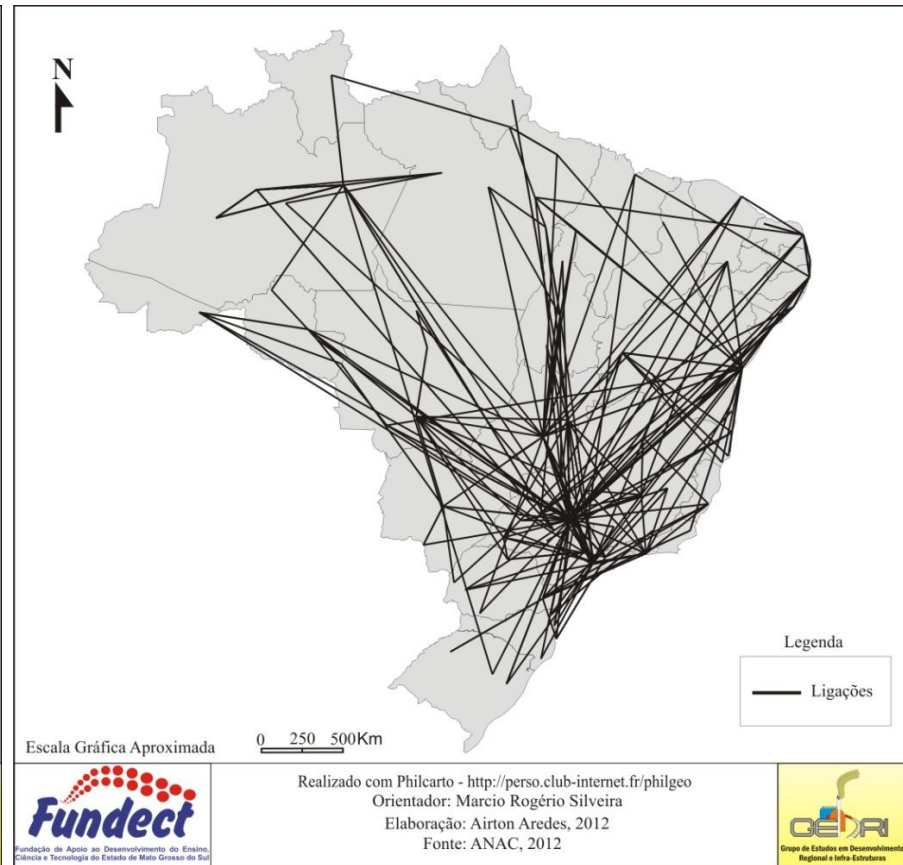 N
Legenda
Ligações
Escala Gráfica Aproximada
0 250 500Km
Fundect
Fundação de Apoio ao Desenvolvimento do Ensino,
Ciência e Tecnologia do Estado de Mato Grosso do Sul
Realizado com Philcarto - http://perso.club-internet.fr/philgeo
Orientador: Marcio Rogério Silveira
Elaboração: Airton Aredes, 2012
Fonte: ANAC, 2012
GEDRI
Grupo de Estudos em Desenvolvimento
Regional e Infra-Estruturas